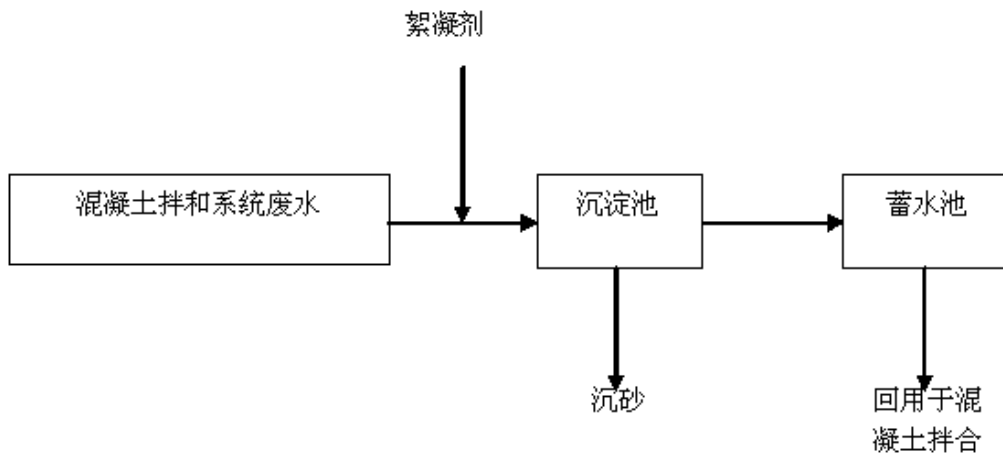 絮凝剂
混凝土拌和系统废水
沉淀池
蓄水池
沉砂
回用于混
凝土拌合